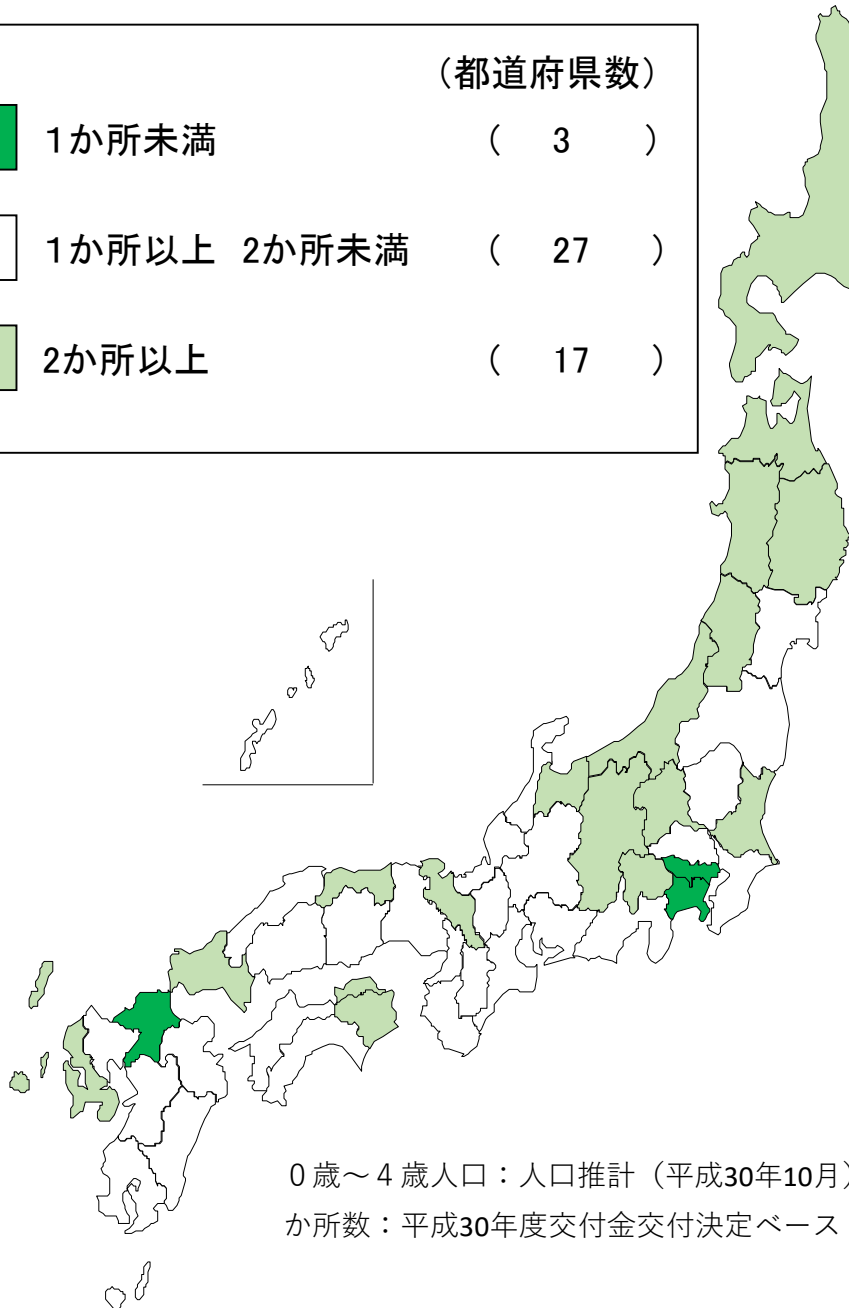 （都道府県数）
1か所未満 （ 3 ）
1か所以上 2か所未満 （ 27 ）
2か所以上 （ 17 ）
０歳～４歳人口：人口推計（平成30年10月）
か所数：平成30年度交付金交付決定ベース